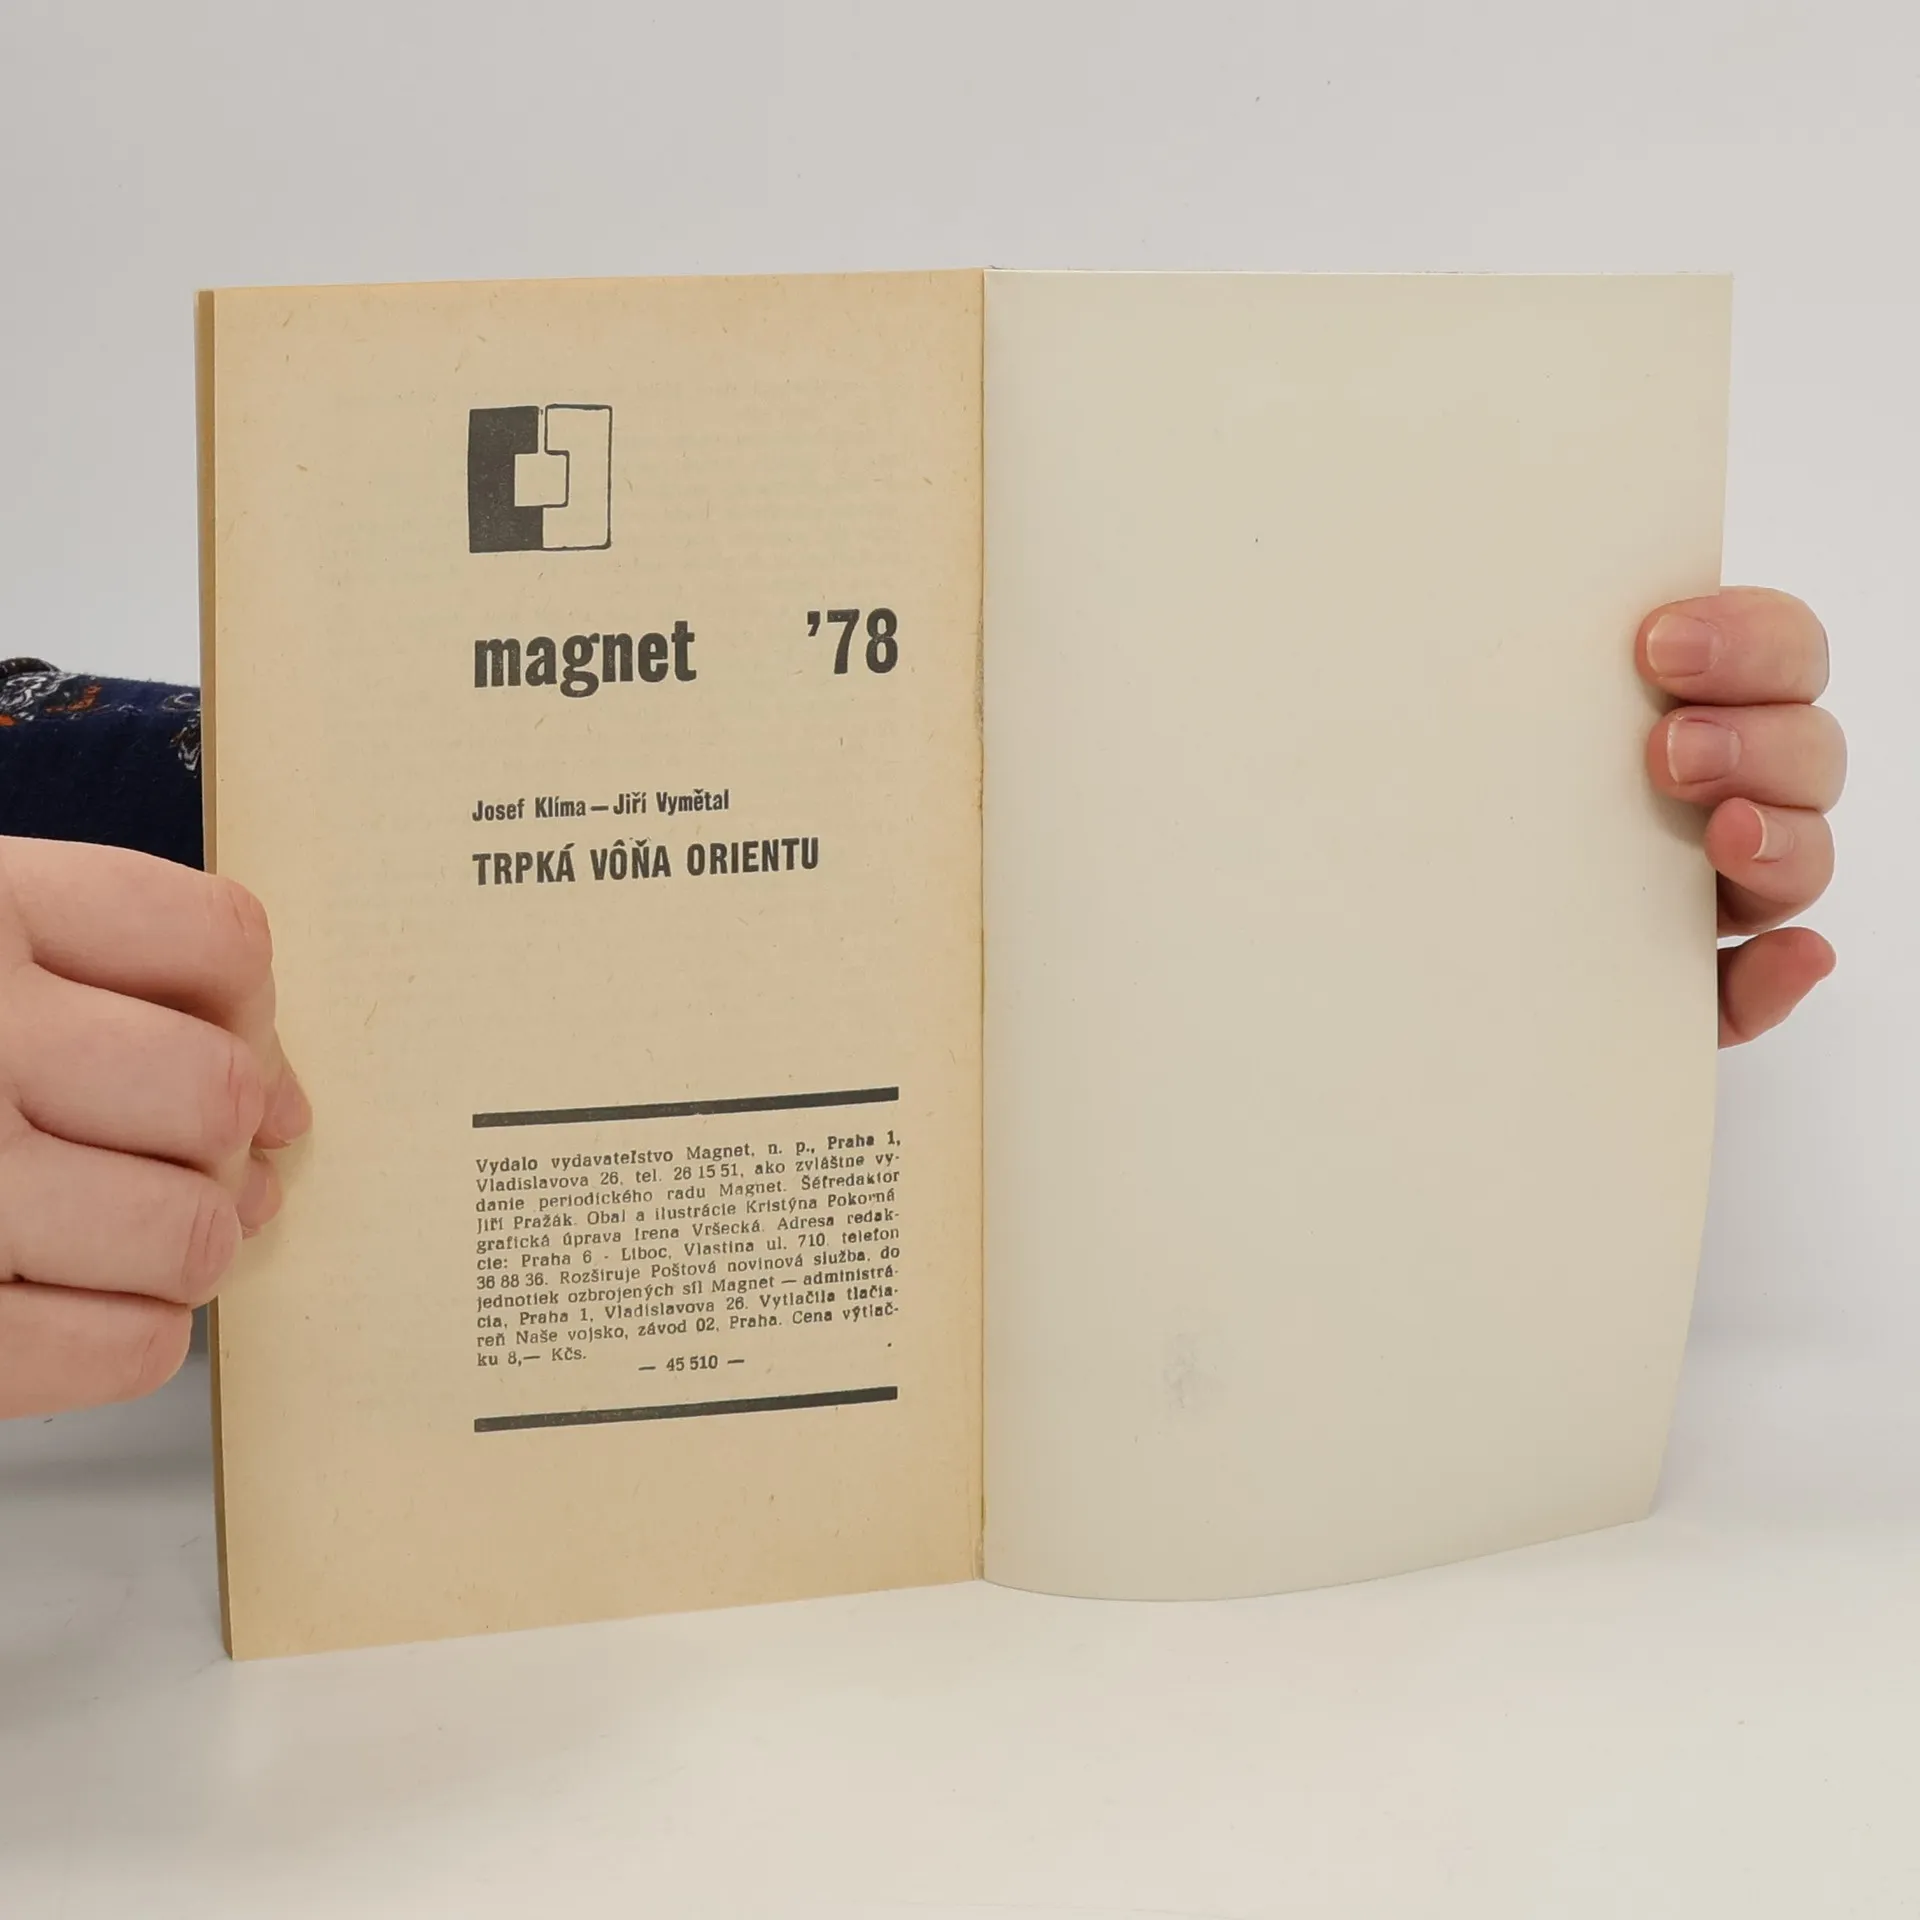 magnet ’78
Josef Klíma — Jiří Vymětal
TRPKÁ VÔŇA ORIENTU
Vydalo vydavateľstvo Magnet, n. p., Praha 1,
Vladislavova 26, tel. 26 15 51, ako zvláštne vy-
danie periodického radu Magnet. Šéfredaktor
Jiří Pražák. Obal a ilustrácie Kristýna Pokorná
grafická úprava Irena Vršecká. Adresa redak-
cie: Praha 6 - Liboc, Vlastina ul. 710, telefon
36 88 36. Rozširuje Poštová novinová služba, do
jednotiek ozbrojených síl Magnet — administrá-
cia, Praha 1, Vladislavova 26. Vytlačila tlačia-
reň Naše vojsko, závod 02, Praha. Cena výtlač-
ku 8,— Kčs.
— 45 510 —